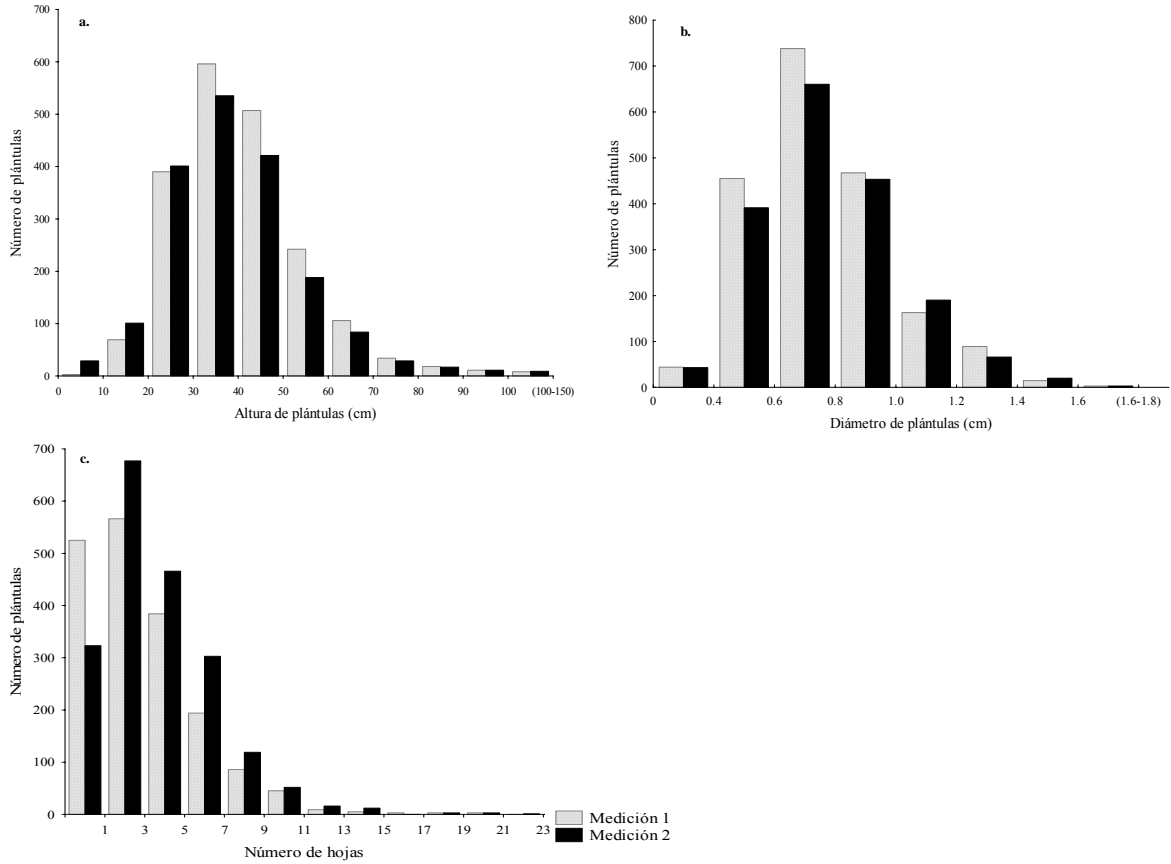 a.
700
600
500
400
300
200
100
0
Número de plántulas
0 10 20 30 40 50 60 70 80 90 100 (100-150)
Altura de plántulas (cm)
b.
800
700
600
500
400
300
200
100
0
Número de plántulas
0 0.4 0.6 0.8 1.0 1.2 1.4 1.6 (1.6-1.8)
Diámetro de plántulas (cm)
c.
700
600
500
400
300
200
100
0
Número de plántulas
1 3 5 7 9 11 13 15 17 19 21 23
Número de hojas
Medición 1
Medición 2